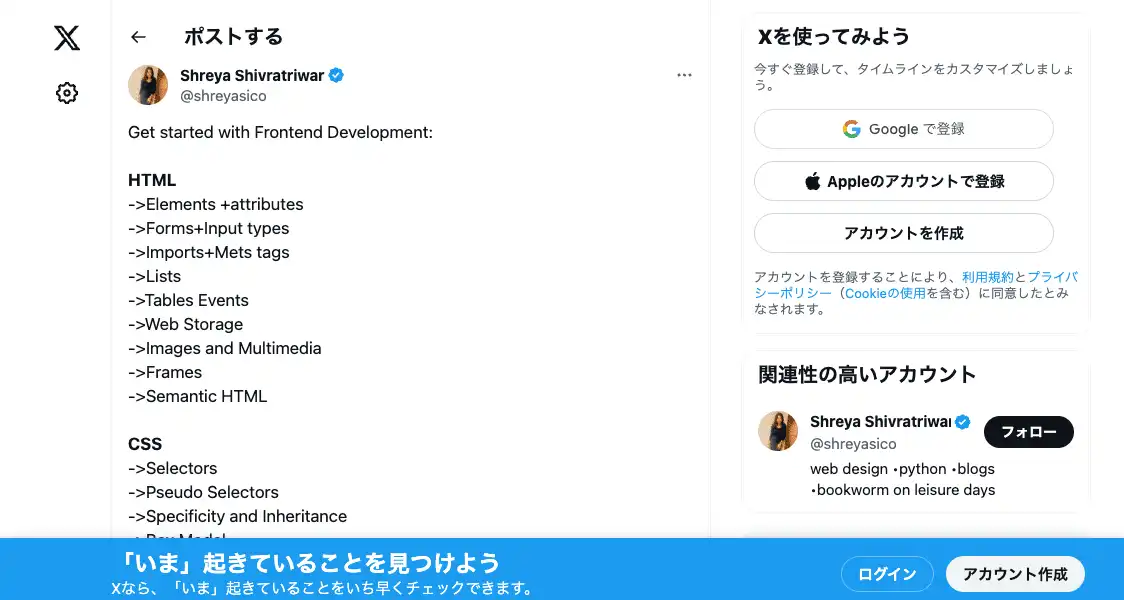 ポストする
Shreya Shivratriwar
@shreyasico
Get started with Frontend Development:
HTML
->Elements +attributes
->Forms+Input types
->Imports+Mets tags
->Lists
->Tables Events
->Web Storage
->Images and Multimedia
->Frames
->Semantic HTML
CSS
->Selectors
->Pseudo Selectors
->Specificity and Inheritance
Xを使ってみよう
今すぐ登録して、タイムラインをカスタマイズしましょ
う。
Google で登録
Appleのアカウントで登録
アカウントを作成
アカウントを登録することにより、利用規約とプライバ
シーポリシー（Cookieの使用を含む）に同意したとみ
なされます。
関連性の高いアカウント
Shreya Shivratriwar
@shreyasico
フォロー
web design •python •blogs
•bookworm on leisure days
「いま」起きていることを見つけよう
Xなら、「いま」起きていることをいち早くチェックできます。
ログイン
アカウント作成